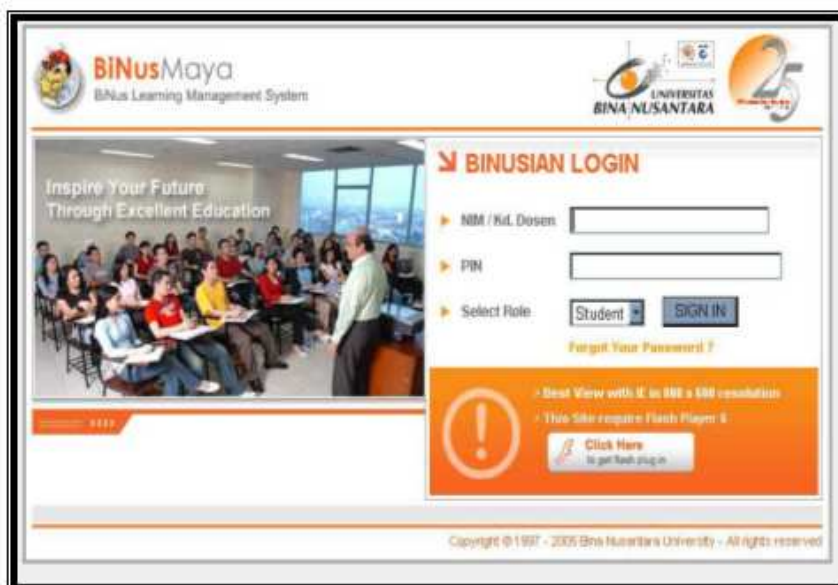 BiNusMaya
BiNus Learning Management System
UNIVERSITAS
BINA NUSANTARA
25
Inspire Your Future
Through Excellent Education
BINUSIAN LOGIN
NIM / Kd. Dosen
PIN
Select Role
Student
SIGN IN
Forgot Your Password ?
Best View with IE in 800 x 600 resolution
This Site require Flash Player 6
Click Here
to get flash plug in
Copyright © 1997 - 2005 Bina Nusantara University - All rights reserved